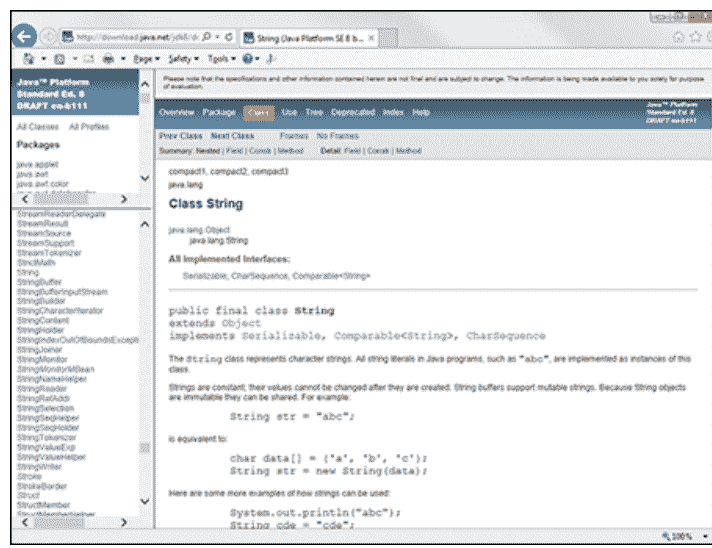 http://download.java.net/jdk8/do
String (Java Platform SE 8 b...
Page Safety Tools
Java™ Platform
Standard Ed. 8
DRAFT ea-b111
All Classes All Profiles
Packages
java.applet
java.awt
java.awt.color
StreamReaderDelegate
StreamResult
StreamSource
StreamSupport
StreamTokenizer
StrictMath
String
StringBuffer
StringBufferInputStream
StringBuilder
StringCharacterIterator
StringContent
StringHolder
StringIndexOutOfBoundsExcepti
StringJoiner
StringMonitor
StringMonitorMBean
StringNameHelper
StringReader
StringRefAddr
StringSelection
StringSeqHelper
StringSeqHolder
StringTokenizer
StringValueExp
StringValueHelper
StringWriter
Stroke
StrokeBorder
Struct
StructMember
StructMemberHelper
Please note that the specifications and other information contained herein are not final and are subject to change. The information is being made available to you solely for purpose
of evaluation.
Overview Package Class Use Tree Deprecated Index Help
Java™ Platform
Standard Ed. 8
DRAFT ea-b111
Prev Class Next Class Frames No Frames
Summary: Nested | Field | Constr | Method Detail: Field | Constr | Method
compact1, compact2, compact3
java.lang
Class String
java.lang.Object
java.lang.String
All Implemented Interfaces:
Serializable, CharSequence, Comparable<String>
public final class String
extends Object
implements Serializable, Comparable<String>, CharSequence
The String class represents character strings. All string literals in Java programs, such as "abc", are implemented as instances of this
class.
Strings are constant; their values cannot be changed after they are created. String buffers support mutable strings. Because String objects
are immutable they can be shared. For example:
String str = "abc";
is equivalent to:
char data[] = {'a', 'b', 'c'};
String str = new String(data);
Here are some more examples of how strings can be used:
System.out.println("abc");
String cde = "cde";
100%